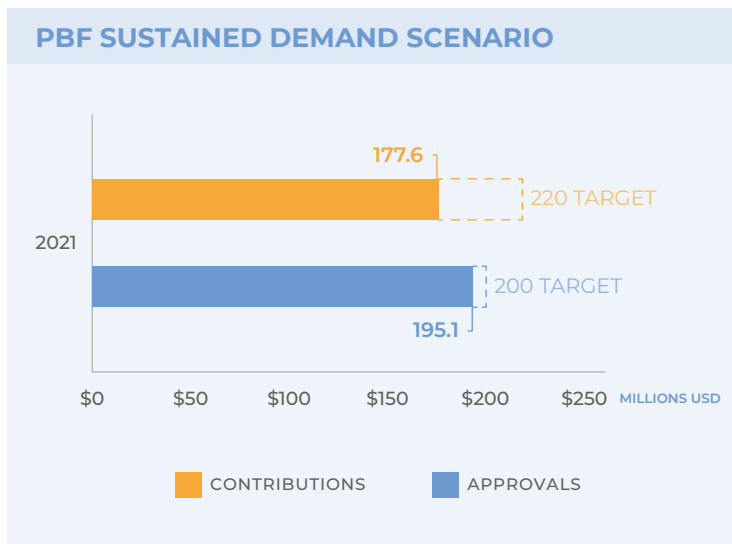 PBF SUSTAINED DEMAND SCENARIO
177.6
220 TARGET
2021
200 TARGET
195.1
$0 $50 $100 $150 $200 $250 MILLIONS USD
CONTRIBUTIONS APPROVALS